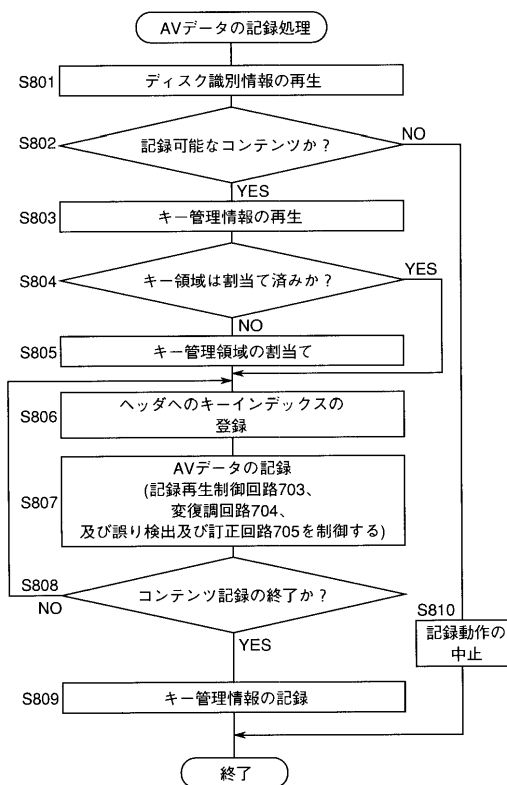 AVデータの記録処理
S801
ディスク識別情報の再生
S802
記録可能なコンテンツか？
NO
YES
S803
キー管理情報の再生
S804
キー領域は割当て済みか？
YES
NO
S805
キー管理領域の割当て
S806
ヘッダへのキーインデックスの
登録
S807
AVデータの記録
(記録再生制御回路703、
変復調回路704、
及び誤り検出及び訂正回路705を制御する)
S808
NO
コンテンツ記録の終了か？
YES
S810
記録動作の
中止
S809
キー管理情報の記録
終了